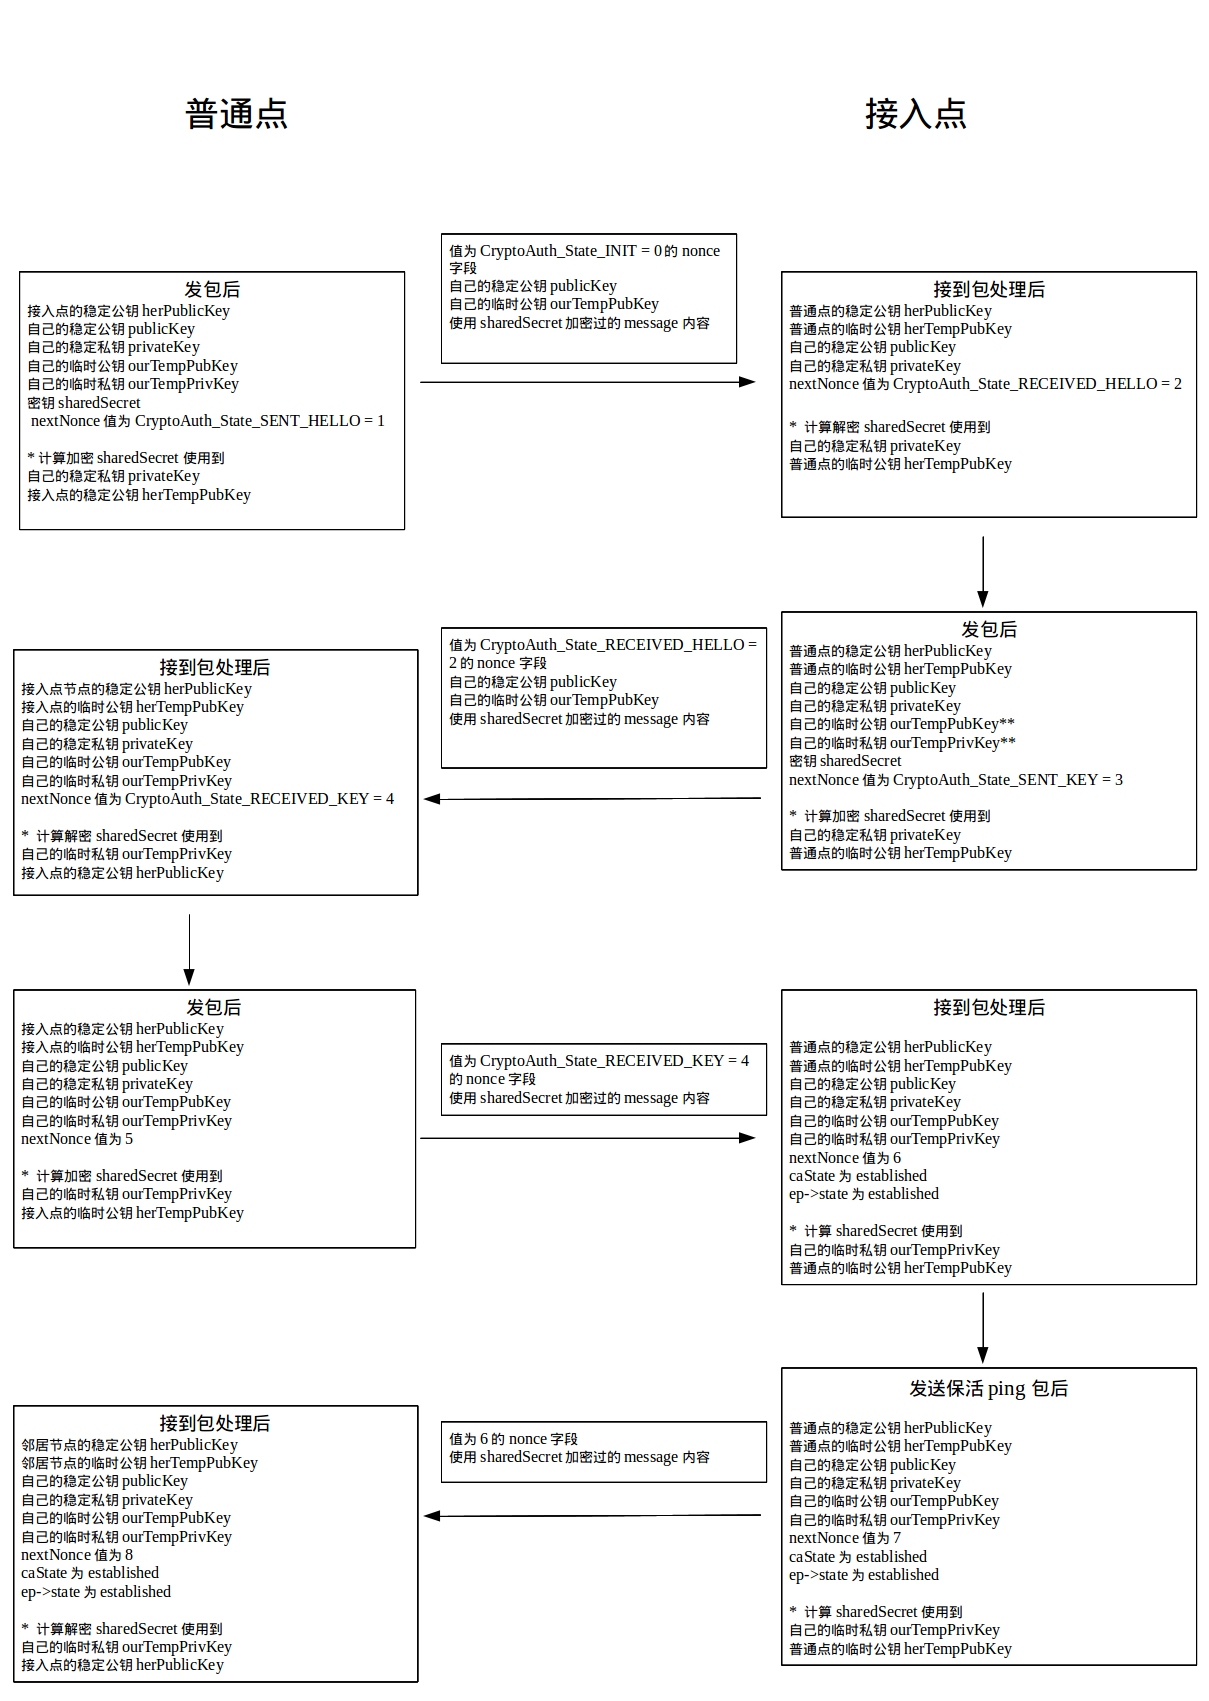 普通点
接入点
发包后
接入点的稳定公钥 herPublicKey
自己的稳定公钥 publicKey
自己的稳定私钥 privateKey
自己的临时公钥 ourTempPubKey
自己的临时私钥 ourTempPrivKey
密钥 sharedSecret
nextNonce 值为 CryptoAuth_State_SENT_HELLO = 1
* 计算加密 sharedSecret 使用到
自己的稳定私钥 privateKey
接入点的稳定公钥 herTempPubKey
值为 CryptoAuth_State_INIT = 0 的 nonce
字段
自己的稳定公钥 publicKey
自己的临时公钥 ourTempPubKey
使用 sharedSecret 加密过的 message 内容
接到包处理后
普通点的稳定公钥 herPublicKey
普通点的临时公钥 herTempPubKey
自己的稳定公钥 publicKey
自己的稳定私钥 privateKey
nextNonce 值为 CryptoAuth_State_RECEIVED_HELLO = 2
* 计算解密 sharedSecret 使用到
自己的稳定私钥 privateKey
普通点的临时公钥 herTempPubKey
发包后
普通点的稳定公钥 herPublicKey
普通点的临时公钥 herTempPubKey
自己的稳定公钥 publicKey
自己的稳定私钥 privateKey
自己的临时公钥 ourTempPubKey**
自己的临时私钥 ourTempPrivKey**
密钥 sharedSecret
nextNonce 值为 CryptoAuth_State_SENT_KEY = 3
* 计算加密 sharedSecret 使用到
自己的稳定私钥 privateKey
普通点的临时公钥 herTempPubKey
值为 CryptoAuth_State_RECEIVED_HELLO =
2 的 nonce 字段
自己的稳定公钥 publicKey
自己的临时公钥 ourTempPubKey
使用 sharedSecret 加密过的 message 内容
接到包处理后
接入点节点的稳定公钥 herPublicKey
接入点的临时公钥 herTempPubKey
自己的稳定公钥 publicKey
自己的稳定私钥 privateKey
自己的临时公钥 ourTempPubKey
自己的临时私钥 ourTempPrivKey
nextNonce 值为 CryptoAuth_State_RECEIVED_KEY = 4
* 计算解密 sharedSecret 使用到
自己的临时私钥 ourTempPrivKey
接入点的稳定公钥 herPublicKey
发包后
接入点的稳定公钥 herPublicKey
接入点的临时公钥 herTempPubKey
自己的稳定公钥 publicKey
自己的稳定私钥 privateKey
自己的临时公钥 ourTempPubKey
自己的临时私钥 ourTempPrivKey
nextNonce 值为 5
* 计算加密 sharedSecret 使用到
自己的临时私钥 ourTempPrivKey
接入点的临时公钥 herTempPubKey
值为 CryptoAuth_State_RECEIVED_KEY = 4
的 nonce 字段
使用 sharedSecret 加密过的 message 内容
接到包处理后
普通点的稳定公钥 herPublicKey
普通点的临时公钥 herTempPubKey
自己的稳定公钥 publicKey
自己的稳定私钥 privateKey
自己的临时公钥 ourTempPubKey
自己的临时私钥 ourTempPrivKey
nextNonce 值为 6
caState 为 established
ep->state 为 established
* 计算 sharedSecret 使用到
自己的临时私钥 ourTempPrivKey
普通点的临时公钥 herTempPubKey
发送保活 ping 包后
普通点的稳定公钥 herPublicKey
普通点的临时公钥 herTempPubKey
自己的稳定公钥 publicKey
自己的稳定私钥 privateKey
自己的临时公钥 ourTempPubKey
自己的临时私钥 ourTempPrivKey
nextNonce 值为 7
caState 为 established
ep->state 为 established
* 计算 sharedSecret 使用到
自己的临时私钥 ourTempPrivKey
普通点的临时公钥 herTempPubKey
值为 6 的 nonce 字段
使用 sharedSecret 加密过的 message 内容
接到包处理后
邻居节点的稳定公钥 herPublicKey
邻居节点的临时公钥 herTempPubKey
自己的稳定公钥 publicKey
自己的稳定私钥 privateKey
自己的临时公钥 ourTempPubKey
自己的临时私钥 ourTempPrivKey
nextNonce 值为 8
caState 为 established
ep->state 为 established
* 计算解密 sharedSecret 使用到
自己的临时私钥 ourTempPrivKey
接入点的稳定公钥 herPublicKey